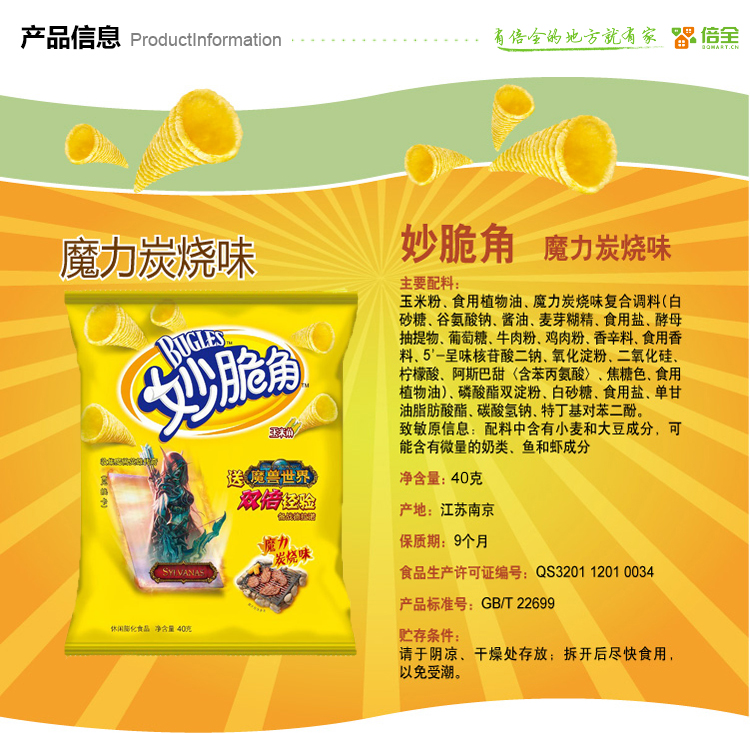 产品信息 ProductInformation
有倍全的地方就有家 倍全
BQMART.CN
魔力炭烧味
妙脆角 魔力炭烧味
主要配料：
玉米粉、食用植物油、魔力炭烧味复合调料（白
砂糖、谷氨酸钠、酱油、麦芽糊精、食用盐、酵母
抽提物、葡萄糖、牛肉粉、鸡肉粉、香辛料、食用香
料、5'-呈味核苷酸二钠、氧化淀粉、二氧化硅、
柠檬酸、阿斯巴甜〈含苯丙氨酸〉、焦糖色、食用
植物油）、磷酸酯双淀粉、白砂糖、食用盐、单甘
油脂肪酸酯、碳酸氢钠、特丁基对苯二酚。
致敏原信息：配料中含有小麦和大豆成分，可
能含有微量的奶类、鱼和虾成分
净含量：40克
产地：江苏南京
保质期：9个月
食品生产许可证编号：QS3201 1201 0034
产品标准号：GB/T 22699
贮存条件：
请于阴凉、干燥处存放；拆开后尽快食用，
以免受潮。
BUGLES™
妙脆角™
玉米角
送魔兽世界
双倍经验
魔力
炭烧味
SYLVANAS
休闲膨化食品 净含量 40克